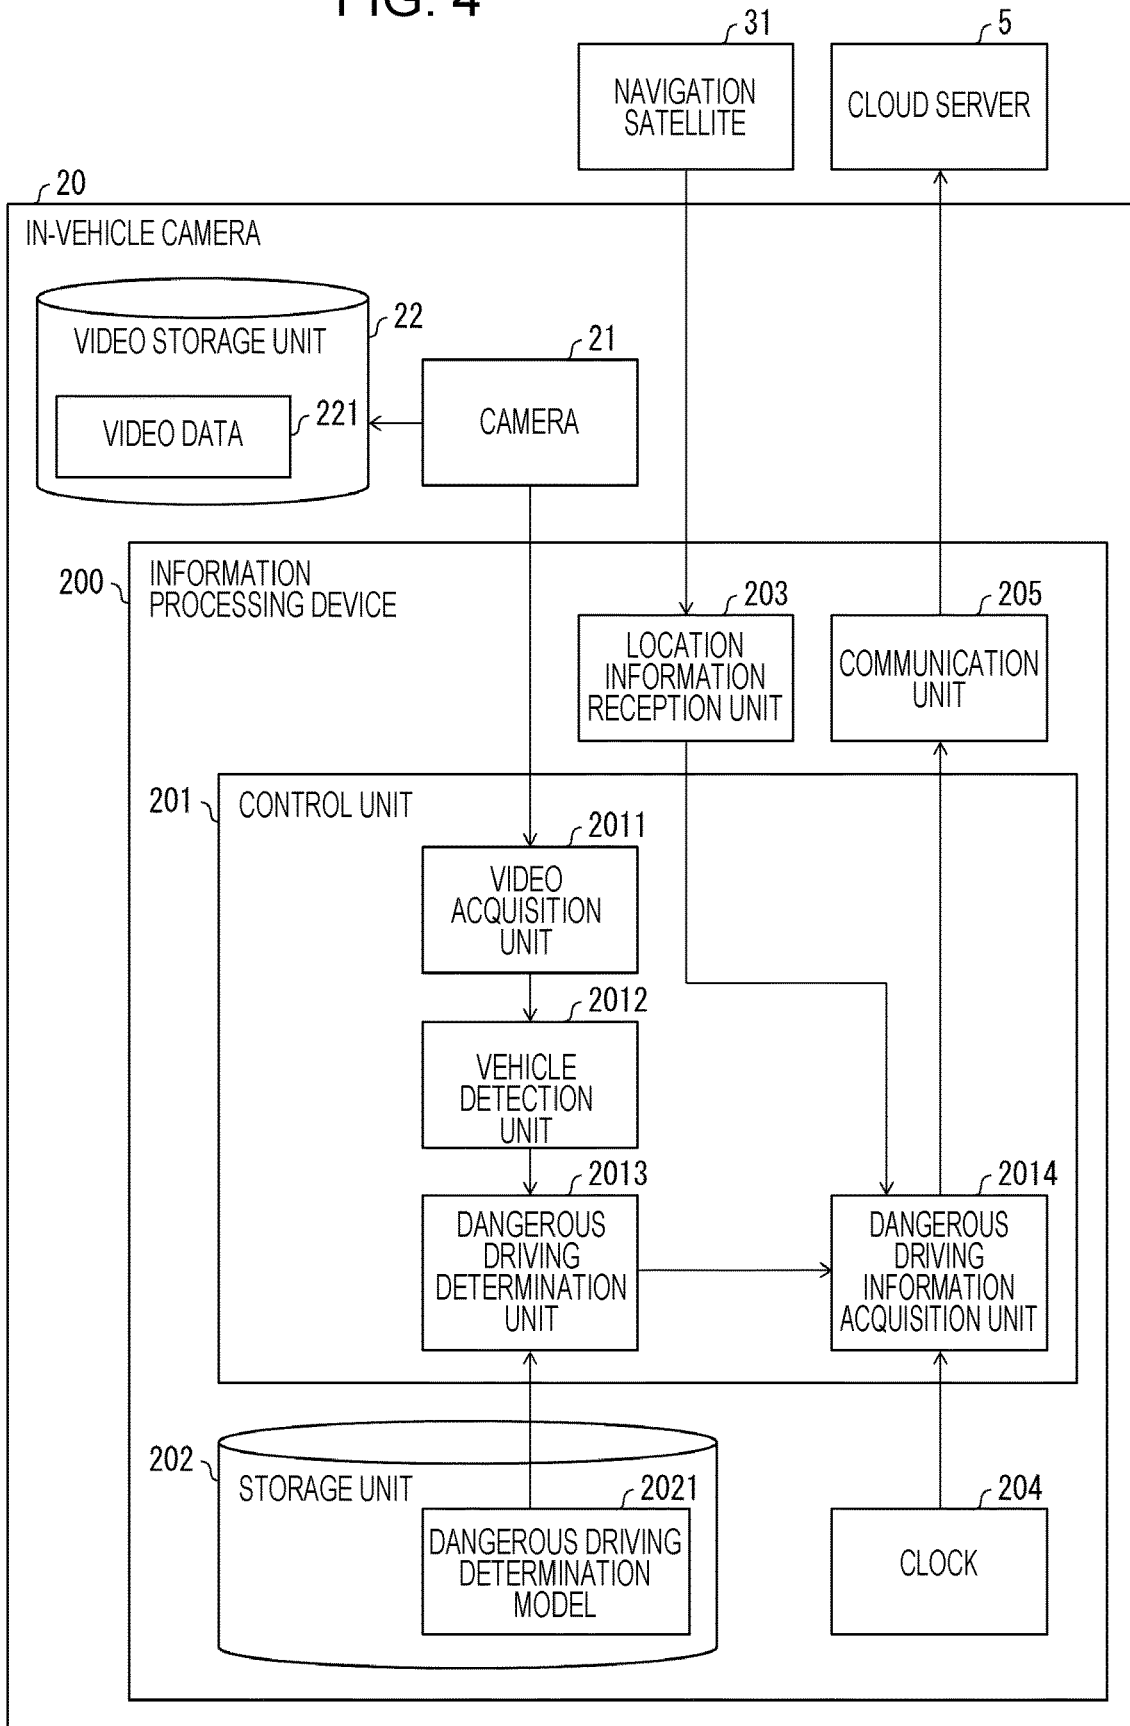 FIG. 4
31
5
NAVIGATION
SATELLITE
CLOUD SERVER
20
IN-VEHICLE CAMERA
VIDEO STORAGE UNIT
22
VIDEO DATA
221
21
CAMERA
200
INFORMATION
PROCESSING DEVICE
203
LOCATION
INFORMATION
RECEPTION UNIT
205
COMMUNICATION
UNIT
201
CONTROL UNIT
2011
VIDEO
ACQUISITION
UNIT
2012
VEHICLE
DETECTION
UNIT
2013
DANGEROUS
DRIVING
DETERMINATION
UNIT
2014
DANGEROUS
DRIVING
INFORMATION
ACQUISITION UNIT
202
STORAGE UNIT
2021
DANGEROUS DRIVING
DETERMINATION
MODEL
204
CLOCK